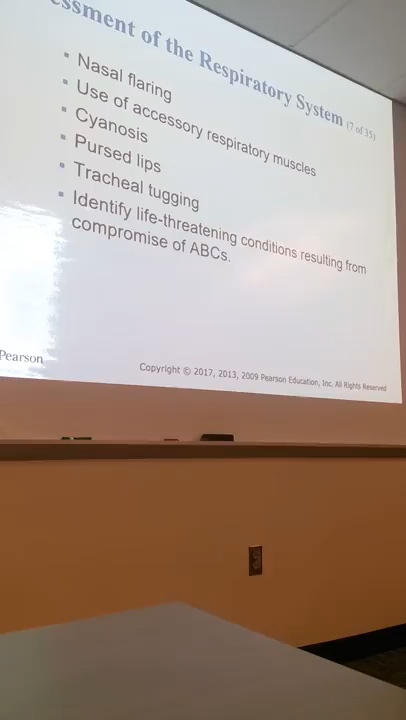 essment of the Respiratory System (7 of 35)
• Nasal flaring
• Use of accessory respiratory muscles
• Cyanosis
• Pursed lips
• Tracheal tugging
• Identify life-threatening conditions resulting from
compromise of ABCs.
Pearson
Copyright © 2017, 2013, 2009 Pearson Education, Inc. All Rights Reserved